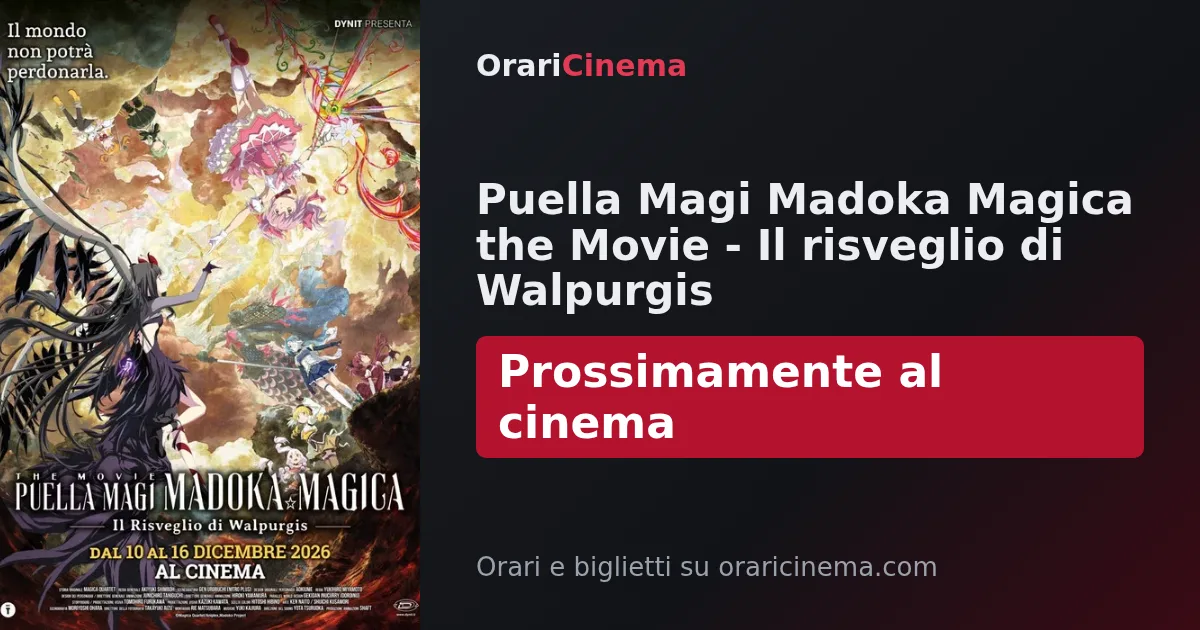 Il mondo
non potrà
perdonarla.
DYNIT PRESENTA
THE MOVIE
PUELLA MAGI MADOKA☆MAGICA
Il Risveglio di Walpurgis
DAL 10 AL 16 DICEMBRE 2026
AL CINEMA
OrariCinema
Puella Magi Madoka Magica
the Movie - Il risveglio di
Walpurgis
Prossimamente al
cinema
Orari e biglietti su oraricinema.com